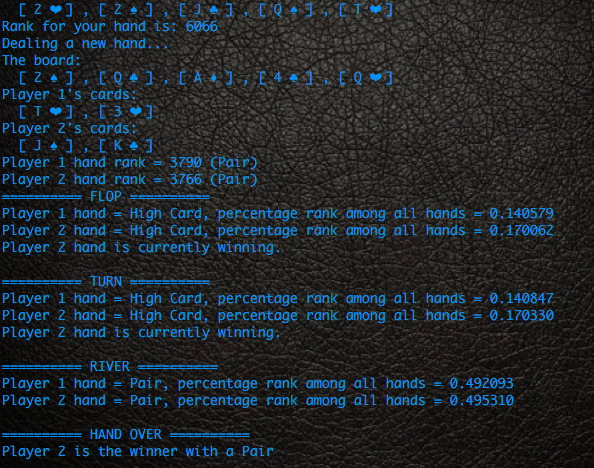 [ 2 ❤ ] , [ 2 ♠ ] , [ J ♣ ] , [ Q ♠ ] , [ T ❤ ]
Rank for your hand is: 6066
Dealing a new hand...
The board:
[ 2 ♠ ] , [ Q ♣ ] , [ A ♦ ] , [ 4 ♣ ] , [ Q ❤ ]
Player 1's cards:
[ T ❤ ] , [ 3 ❤ ]
Player 2's cards:
[ J ♠ ] , [ K ♣ ]
Player 1 hand rank = 3790 (Pair)
Player 2 hand rank = 3766 (Pair)
========== FLOP ==========
Player 1 hand = High Card, percentage rank among all hands = 0.140579
Player 2 hand = High Card, percentage rank among all hands = 0.170062
Player 2 hand is currently winning.
========== TURN ==========
Player 1 hand = High Card, percentage rank among all hands = 0.140847
Player 2 hand = High Card, percentage rank among all hands = 0.170330
Player 2 hand is currently winning.
========== RIVER ==========
Player 1 hand = Pair, percentage rank among all hands = 0.492093
Player 2 hand = Pair, percentage rank among all hands = 0.495310
========== HAND OVER ==========
Player 2 is the winner with a Pair